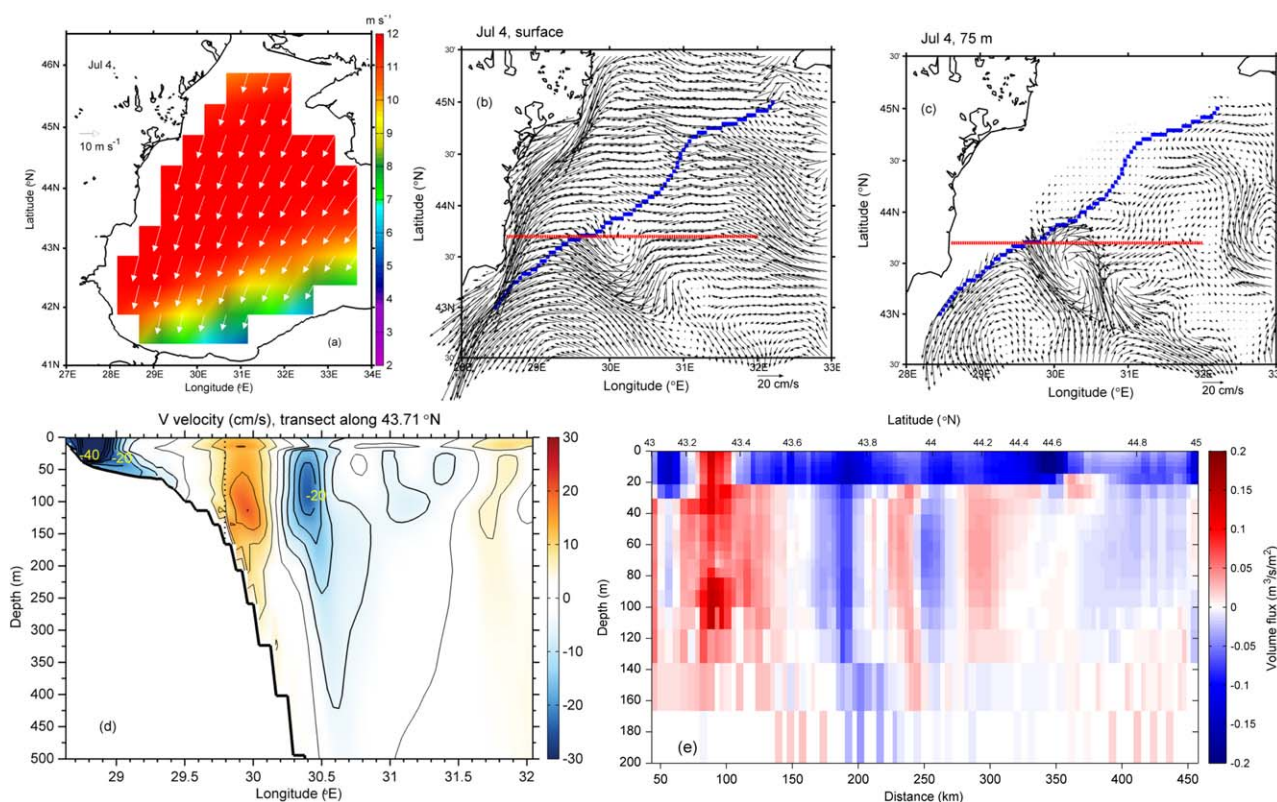 m s⁻¹
12
11
10
9
8
7
6
5
4
3
2
46N
45N
44N
43N
42N
41N
27E 28E 29E 30E 31E 32E 33E 34E
Latitude (°N)
Longitude (°E)
Jul 4,
10 m s⁻¹
(a)
Jul 4, surface
(b)
30'
45N
30'
44N
30'
43N
30'
28E 29E 30E 31E 32E
Latitude (°N)
Longitude (°E)
20 cm/s
Jul 4, 75 m
(c)
30'
45N
30'
44N
30'
43N
30'
28E 29E 30E 31E 32E
Latitude (°N)
Longitude (°E)
20 cm/s
V velocity (cm/s), transect along 43.71 °N
0
50
100
150
200
250
300
350
400
450
500
Depth (m)
-40
-20
-20
(d)
29 29.5 30 30.5 31 31.5 32
Longitude (°E)
30
20
10
0
-10
-20
-30
Latitude (°N)
43 43.2 43.4 43.6 43.8 44 44.2 44.4 44.6 44.8 45
0
20
40
60
80
100
120
140
160
180
200
Depth (m)
(e)
50 100 150 200 250 300 350 400 450
Distance (km)
0.2
0.15
0.1
0.05
0
-0.05
-0.1
-0.15
-0.2
Volume flux (m³/s/m²)